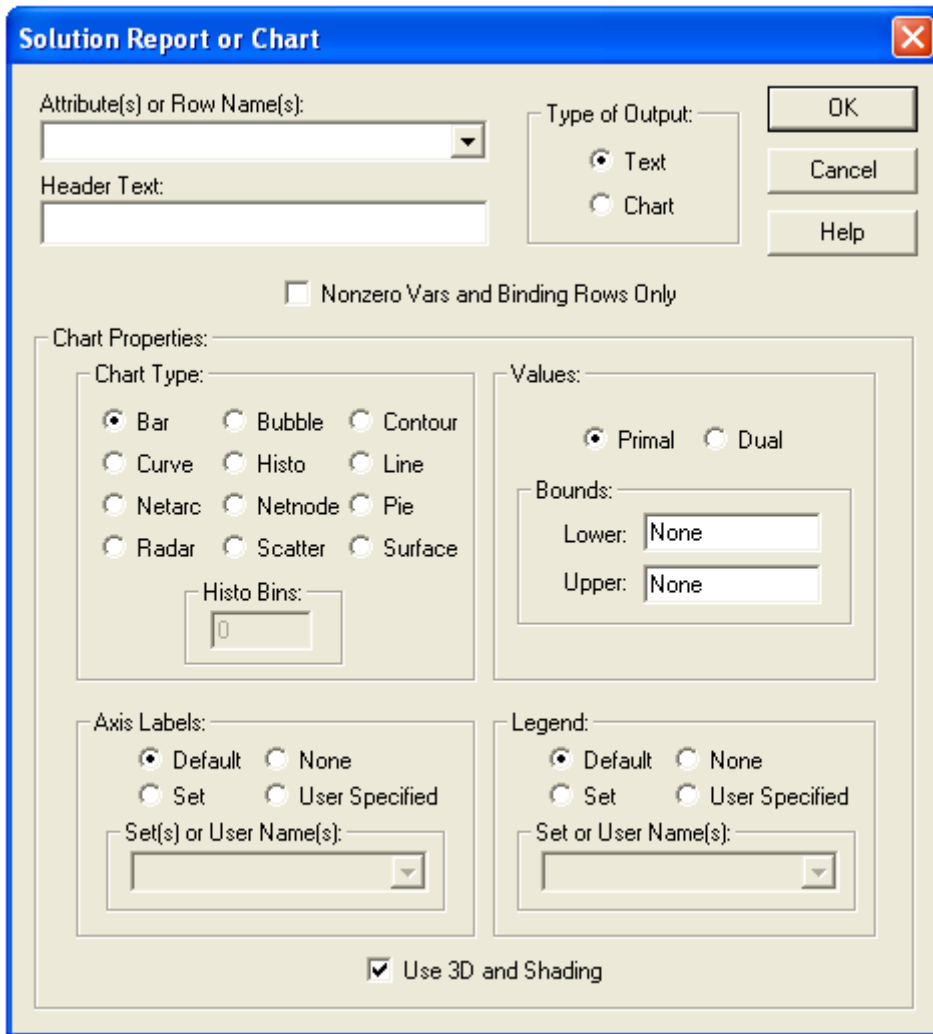 Solution Report or Chart
Attribute(s) or Row Name(s):
Header Text:
Type of Output:
Text
Chart
OK
Cancel
Help
Nonzero Vars and Binding Rows Only
Chart Properties:
Chart Type:
Bar Bubble Contour
Curve Histo Line
Netarc Netnode Pie
Radar Scatter Surface
Histo Bins:
0
Values:
Primal Dual
Bounds:
Lower: None
Upper: None
Axis Labels:
Default None
Set User Specified
Set(s) or User Name(s):
Legend:
Default None
Set User Specified
Set or User Name(s):
Use 3D and Shading